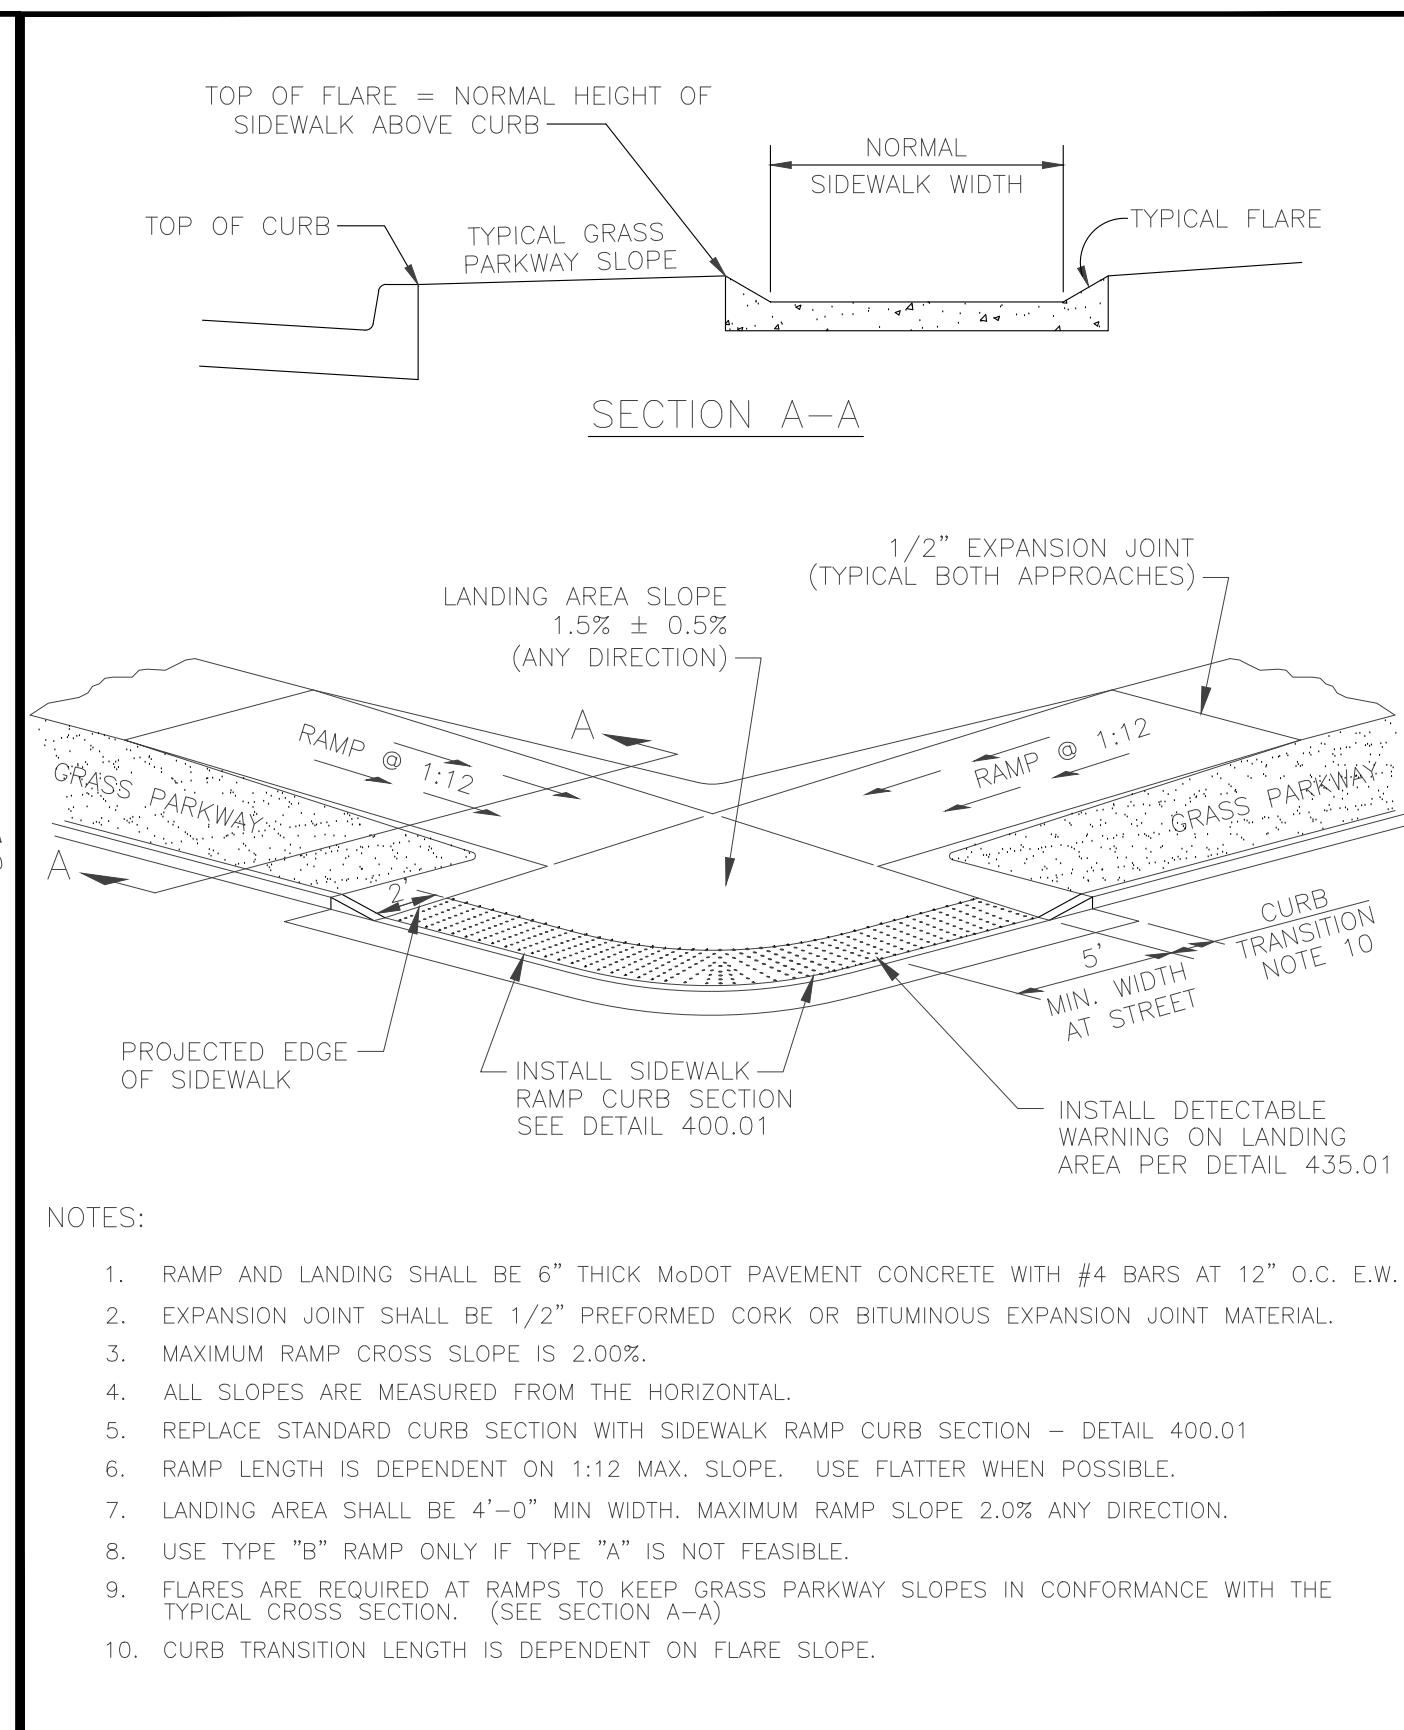 TOP OF FLARE = NORMAL HEIGHT OF
SIDEWALK ABOVE CURB
NORMAL
SIDEWALK WIDTH
TOP OF CURB
TYPICAL GRASS
PARKWAY SLOPE
TYPICAL FLARE
SECTION A–A
1/2" EXPANSION JOINT
(TYPICAL BOTH APPROACHES)
LANDING AREA SLOPE
1.5% ± 0.5%
(ANY DIRECTION)
A
RAMP @ 1:12
RAMP @ 1:12
GRASS PARKWAY
GRASS PARKWAY
A
2'
CURB
TRANSITION
NOTE 10
5'
MIN. WIDTH
AT STREET
PROJECTED EDGE
OF SIDEWALK
INSTALL SIDEWALK
RAMP CURB SECTION
SEE DETAIL 400.01
INSTALL DETECTABLE
WARNING ON LANDING
AREA PER DETAIL 435.01
NOTES:
1. RAMP AND LANDING SHALL BE 6" THICK MoDOT PAVEMENT CONCRETE WITH #4 BARS AT 12" O.C. E.W.
2. EXPANSION JOINT SHALL BE 1/2" PREFORMED CORK OR BITUMINOUS EXPANSION JOINT MATERIAL.
3. MAXIMUM RAMP CROSS SLOPE IS 2.00%.
4. ALL SLOPES ARE MEASURED FROM THE HORIZONTAL.
5. REPLACE STANDARD CURB SECTION WITH SIDEWALK RAMP CURB SECTION – DETAIL 400.01
6. RAMP LENGTH IS DEPENDENT ON 1:12 MAX. SLOPE. USE FLATTER WHEN POSSIBLE.
7. LANDING AREA SHALL BE 4'–0" MIN WIDTH. MAXIMUM RAMP SLOPE 2.0% ANY DIRECTION.
8. USE TYPE "B" RAMP ONLY IF TYPE "A" IS NOT FEASIBLE.
9. FLARES ARE REQUIRED AT RAMPS TO KEEP GRASS PARKWAY SLOPES IN CONFORMANCE WITH THE
TYPICAL CROSS SECTION. (SEE SECTION A–A)
10. CURB TRANSITION LENGTH IS DEPENDENT ON FLARE SLOPE.